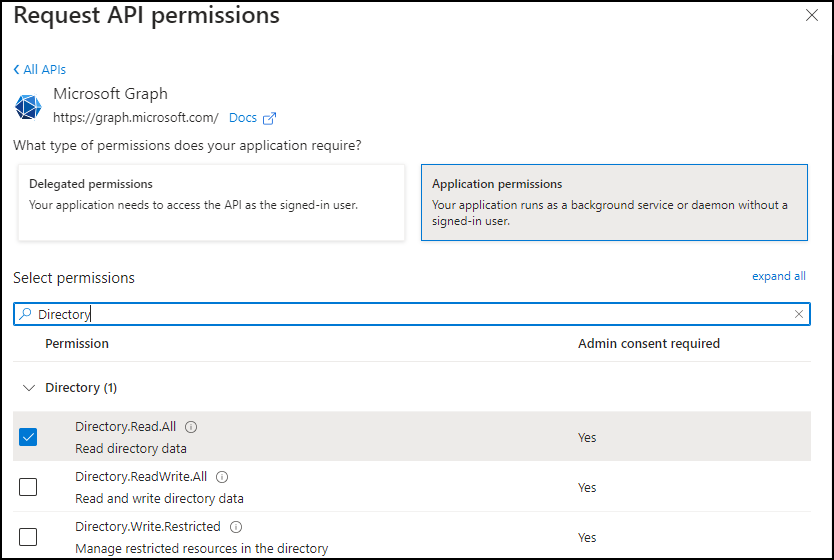 Request API permissions
All APIs
Microsoft Graph
https://graph.microsoft.com/ Docs
What type of permissions does your application require?
Delegated permissions
Your application needs to access the API as the signed-in user.
Application permissions
Your application runs as a background service or daemon without a
signed-in user.
Select permissions
expand all
Directory
Permission
Admin consent required
Directory (1)
Directory.Read.All
Read directory data
Yes
Directory.ReadWrite.All
Read and write directory data
Yes
Directory.Write.Restricted
Manage restricted resources in the directory
Yes